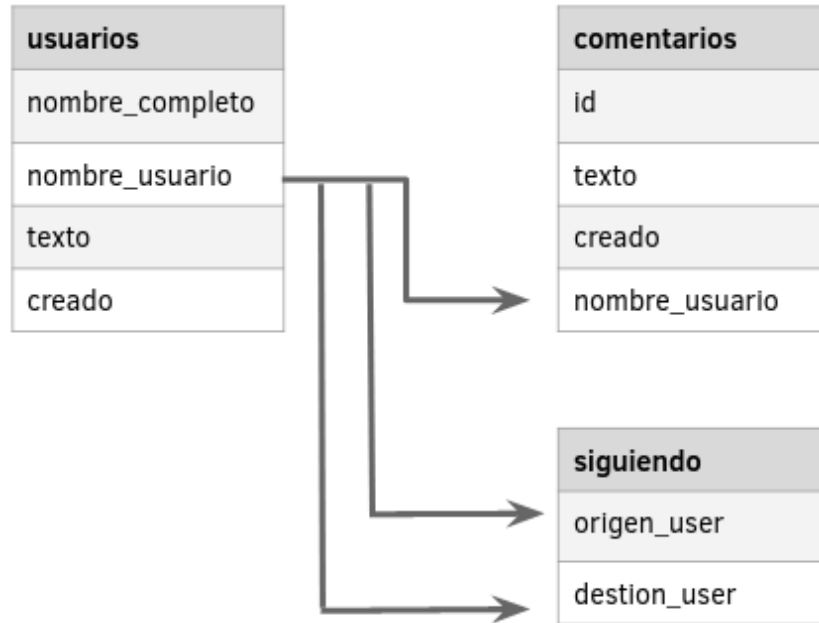 usuarios
nombre_completo
nombre_usuario
texto
creado
comentarios
id
texto
creado
nombre_usuario
siguiendo
origen_user
destion_user